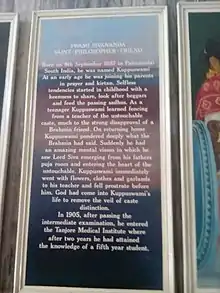 SWAMI SIVANANDA
SAINT-PHILOSOPHER-FRIEND
Born on 8th September 1887 in Pattamadai
South India, he was named Kuppuswami
At an early age he was joining his parents
in prayer and kirtan. Selfless
tendencies started in childhood with a
keenness to share, look after beggars
and feed the passing sadhus. As a
teenager Kuppuswami learned fencing
from a teacher of the untouchable
caste, much to the strong disapproval of a
Brahmin friend. On returning home
Kuppuswami pondered deeply what the
Brahmin had said. Suddenly he had
an amazing mental vision in which he
saw Lord Siva emerging from his fathers
puja room and entering the heart of the
untouchable. Kuppuswami immediately
went with flowers, clothes and garlands
to his teacher and fell prostrate before
him. God had come into Kuppuswami's
life to remove the veil of caste
distinction.
In 1905, after passing the
intermediate examination, he entered
the Tanjore Medical Institute where
after two years he had attained
the knowledge of a fifth year student.